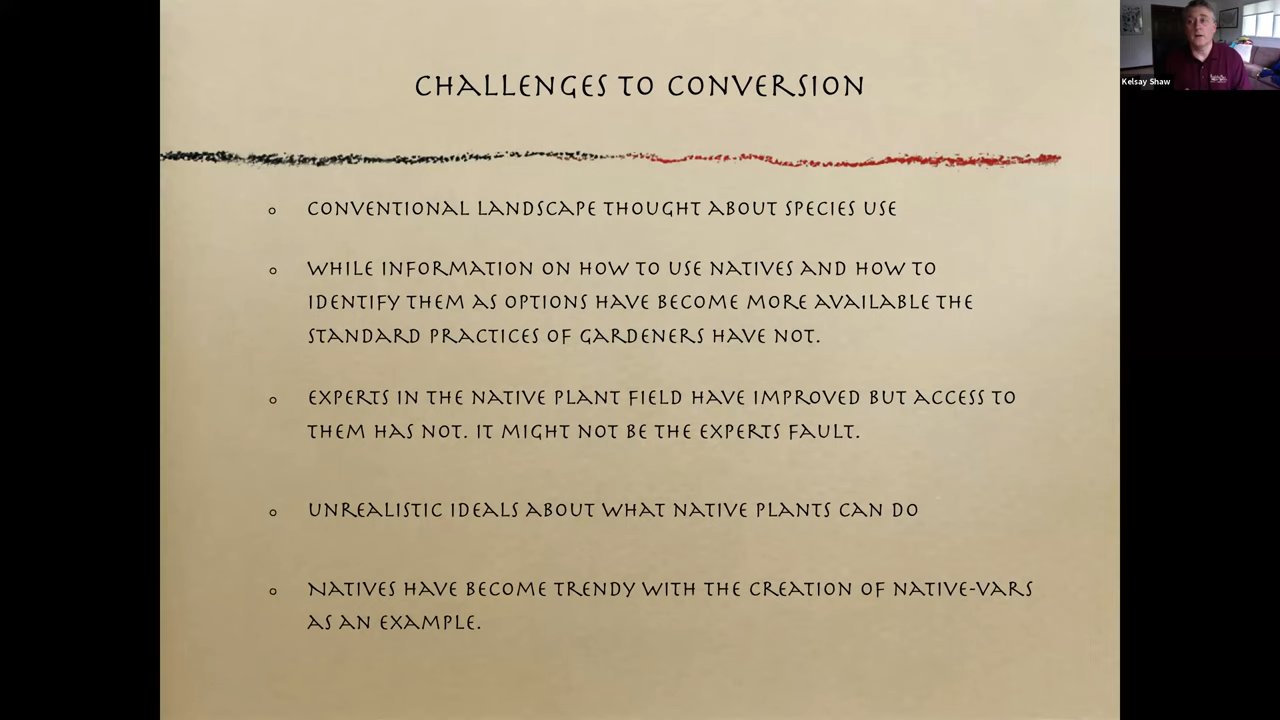 CHALLENGES TO CONVERSION
Kelsay Shaw
CONVENTIONAL LANDSCAPE THOUGHT ABOUT SPECIES USE
WHILE INFORMATION ON HOW TO USE NATIVES AND HOW TO
IDENTIFY THEM AS OPTIONS HAVE BECOME MORE AVAILABLE THE
STANDARD PRACTICES OF GARDENERS HAVE NOT.
EXPERTS IN THE NATIVE PLANT FIELD HAVE IMPROVED BUT ACCESS TO
THEM HAS NOT. IT MIGHT NOT BE THE EXPERTS FAULT.
UNREALISTIC IDEALS ABOUT WHAT NATIVE PLANTS CAN DO
NATIVES HAVE BECOME TRENDY WITH THE CREATION OF NATIVE-VARS
AS AN EXAMPLE.